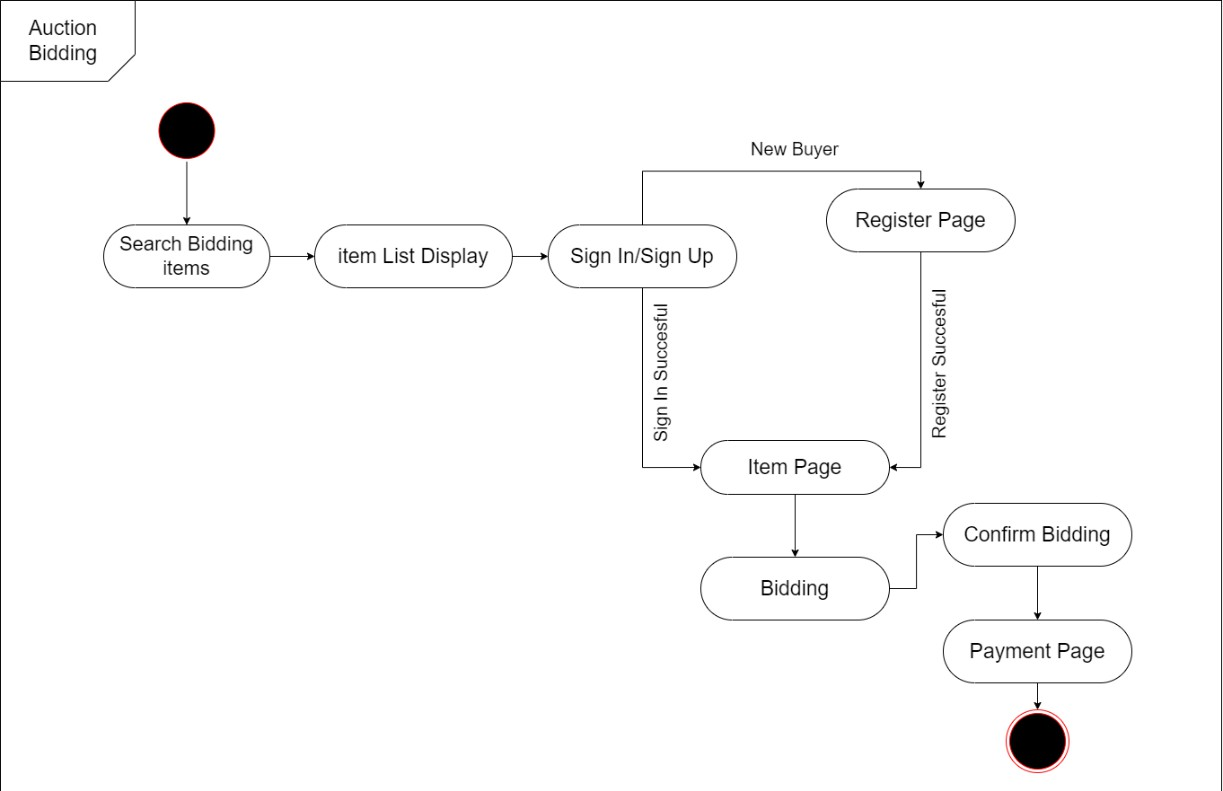 Auction
Bidding
New Buyer
Register Page
Search Bidding
items
item List Display
Sign In/Sign Up
Sign In Succesful
Register Succesful
Item Page
Confirm Bidding
Bidding
Payment Page